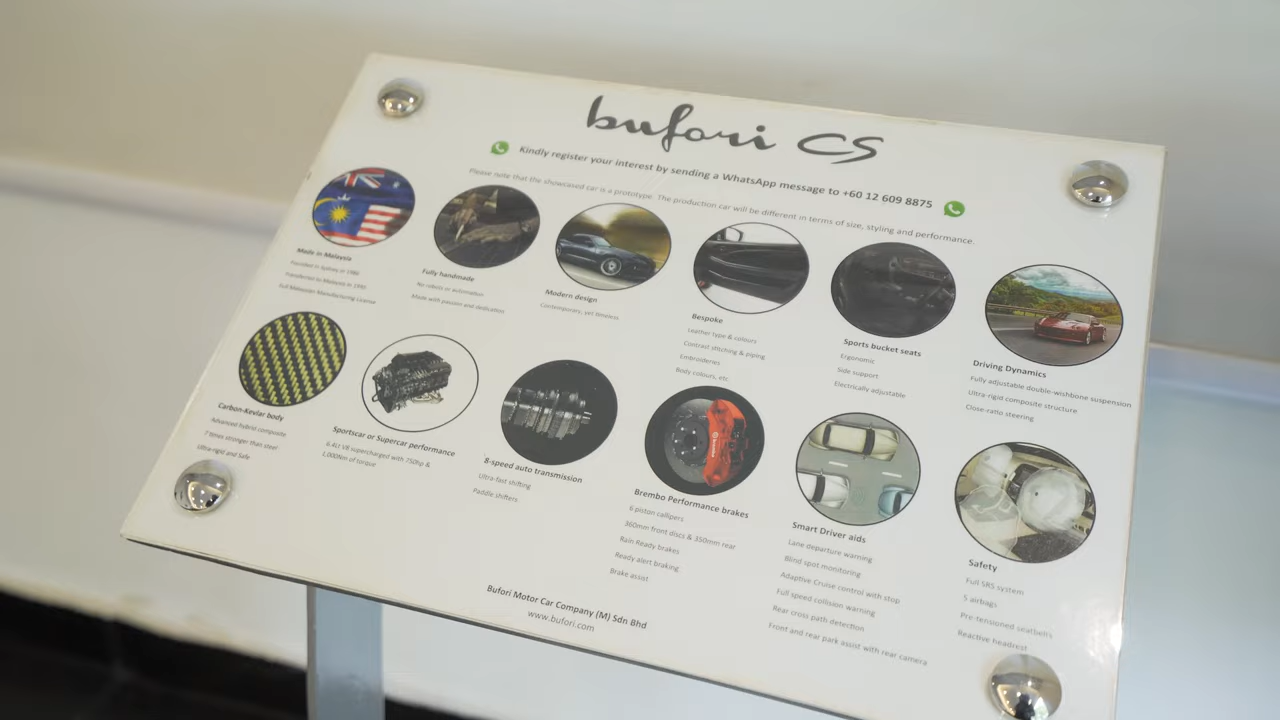 bufori CS
Kindly register your interest by sending a WhatsApp message to +60 12 609 8875
Please note that the showcased car is a prototype. The production car will be different in terms of size, styling and performance.
Made in Malaysia
Founded in Sydney in 1986
Transferred to Malaysia in
Full Malaysian Manufacturing License
Fully handmade
No robots or automation
Made with passion and dedication
Modern design
Contemporary, yet timeless
Bespoke
Leather type & colours
Contrast stitching & piping
Embroideries
Body colours, etc
Sports bucket seats
Ergonomic
Side support
Electrically adjustable
Driving Dynamics
Fully adjustable double-wishbone suspension
Ultra-rigid composite structure
Close-ratio steering
Carbon-Kevlar body
Advanced hybrid composite
7 times stronger than steel
Ultra-rigid and Safe
Sportscar or Supercar performance
6.4Lt V8 supercharged with 750hp &
1,000Nm of torque
8-speed auto transmission
Ultra-fast shifting
Paddle shifters
Brembo Performance brakes
6-piston callipers
360mm front discs & 350mm rear
Rain Ready brakes
Ready alert braking
Brake assist
Smart Driver aids
Lane departure warning
Blind spot monitoring
Adaptive Cruise control with stop
Full speed collision warning
Rear cross path detection
Front and rear park assist with rear camera
Safety
Full SRS system
5 airbags
Pre-tensioned seatbelts
Reactive headrest
Bufori Motor Car Company (M) Sdn Bhd
www.bufori.com